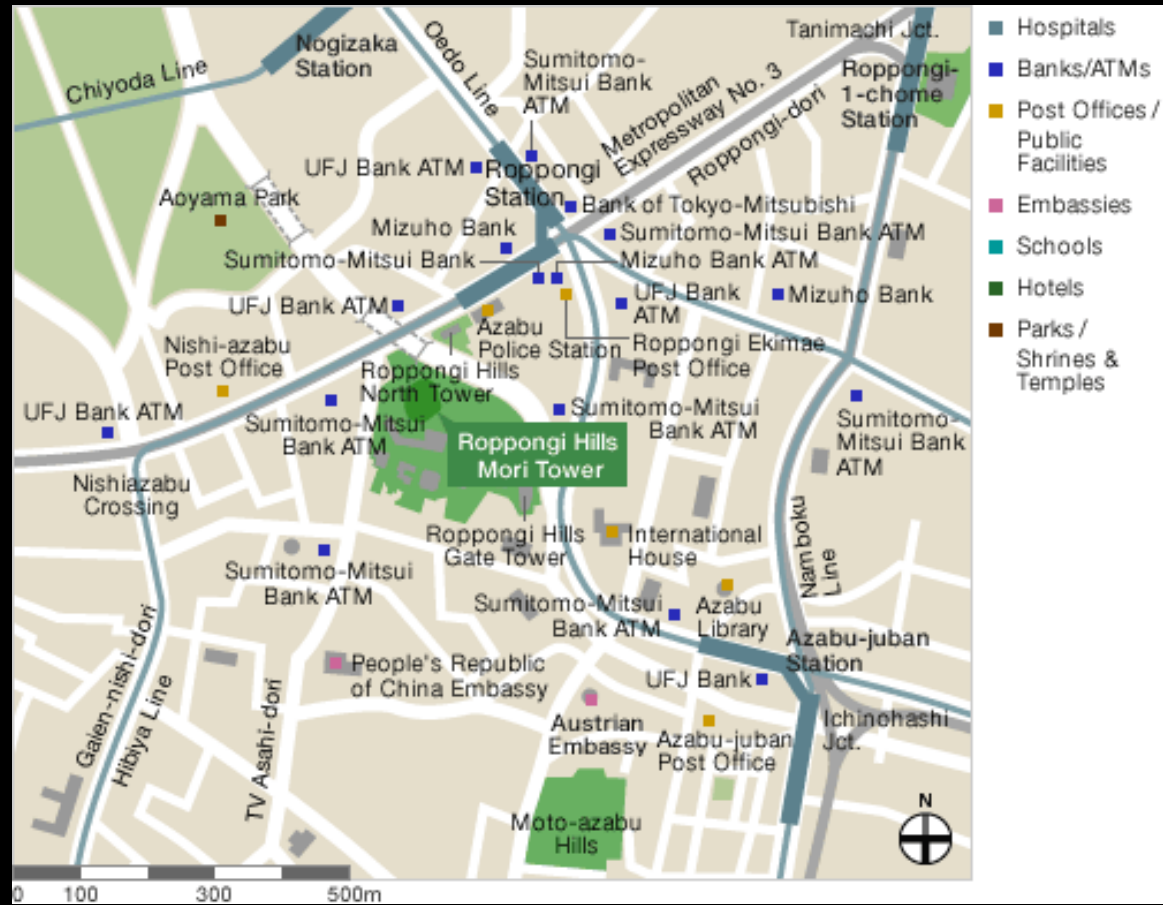 Tanimachi Jct.
Nogizaka
Station
Oedo Line
Sumitomo-
Mitsui Bank
ATM
Chiyoda Line
Metropolitan
Expressway No. 3
Roppongi-dori
Roppongi-
1-chome
Station
UFJ Bank ATM
Roppongi
Station
Aoyama Park
Bank of Tokyo-Mitsubishi
Mizuho Bank
Sumitomo-Mitsui Bank ATM
Sumitomo-Mitsui Bank
Mizuho Bank ATM
UFJ Bank ATM
UFJ Bank
ATM
Mizuho Bank
Azabu
Police Station
Roppongi Ekimae
Post Office
Nishi-azabu
Post Office
Roppongi Hills
North Tower
UFJ Bank ATM
Sumitomo-Mitsui
Bank ATM
Sumitomo-Mitsui
Bank ATM
Sumitomo-
Mitsui Bank
ATM
Roppongi Hills
Mori Tower
Nishiazabu
Crossing
Roppongi Hills
Gate Tower
International
House
Namboku
Line
Sumitomo-Mitsui
Bank ATM
Sumitomo-Mitsui
Bank ATM
Azabu
Library
Azabu-juban
Station
Gaien-nishi-dori
Hibiya Line
TV Asahi-dori
People's Republic
of China Embassy
UFJ Bank
Austrian
Embassy
Azabu-juban
Post Office
Ichinohashi
Jct.
Moto-azabu
Hills
N
0 100 300 500m
Hospitals
Banks/ATMs
Post Offices /
Public
Facilities
Embassies
Schools
Hotels
Parks /
Shrines &
Temples